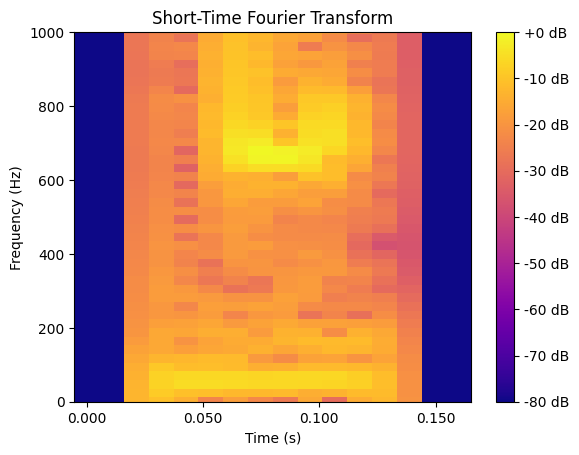 Short-Time Fourier Transform
1000
800
600
400
200
0
Frequency (Hz)
0.000
0.050
0.100
0.150
Time (s)
+0 dB
-10 dB
-20 dB
-30 dB
-40 dB
-50 dB
-60 dB
-70 dB
-80 dB